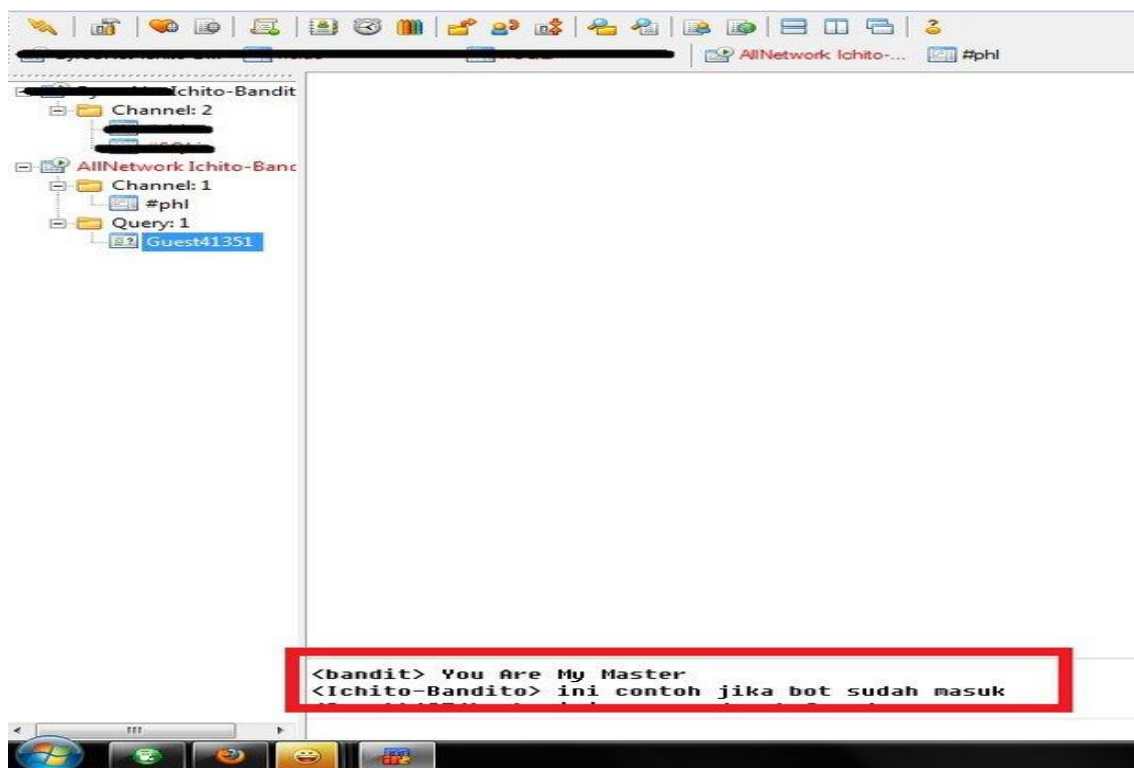 AllNetwork Ichito-... #phl
Ichito-Bandit
Channel: 2
AllNetwork Ichito-Banc
Channel: 1
#phl
Query: 1
Guest41351
<bandit> You Are My Master
<Ichito-Bandito> ini contoh jika bot sudah masuk